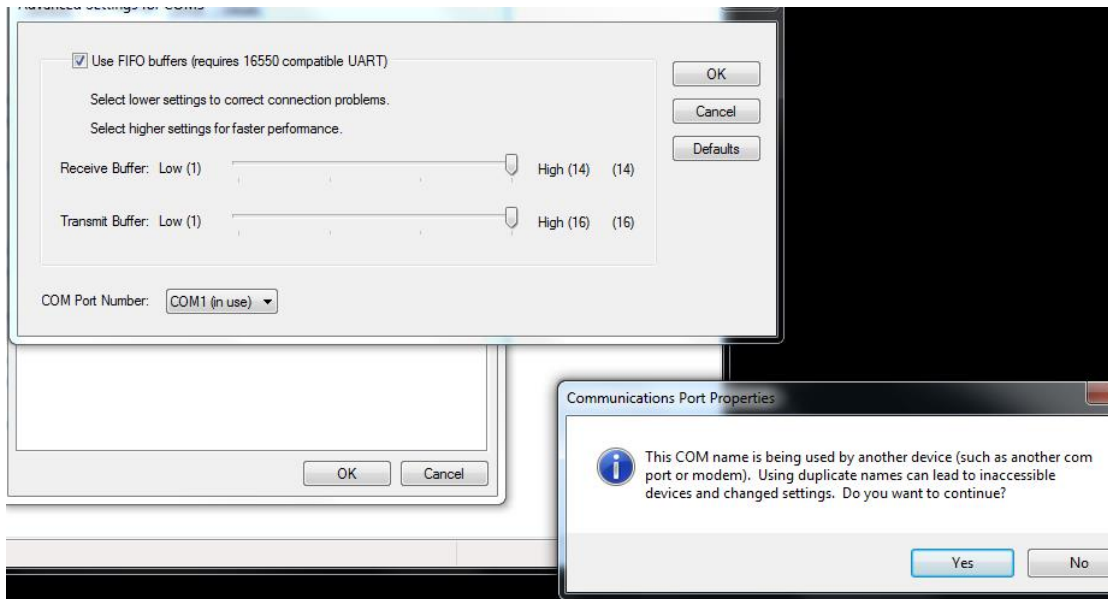 Advanced Settings for COM3
Use FIFO buffers (requires 16550 compatible UART)
OK
Select lower settings to correct connection problems.
Cancel
Select higher settings for faster performance.
Defaults
Receive Buffer: Low (1) High (14) (14)
Transmit Buffer: Low (1) High (16) (16)
COM Port Number: COM1 (in use)
OK Cancel
Communications Port Properties
This COM name is being used by another device (such as another com
port or modem). Using duplicate names can lead to inaccessible
devices and changed settings. Do you want to continue?
Yes No